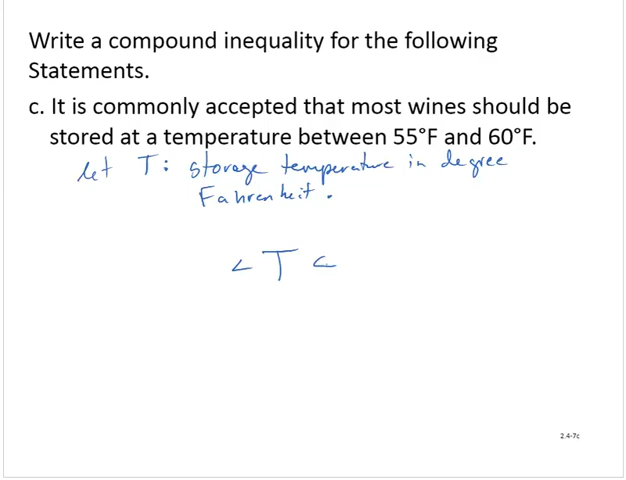 Write a compound inequality for the following
Statements.
c. It is commonly accepted that most wines should be
stored at a temperature between 55°F and 60°F.
let T: storage temperature in degree
Fahrenheit.
< T <
2.4-7c